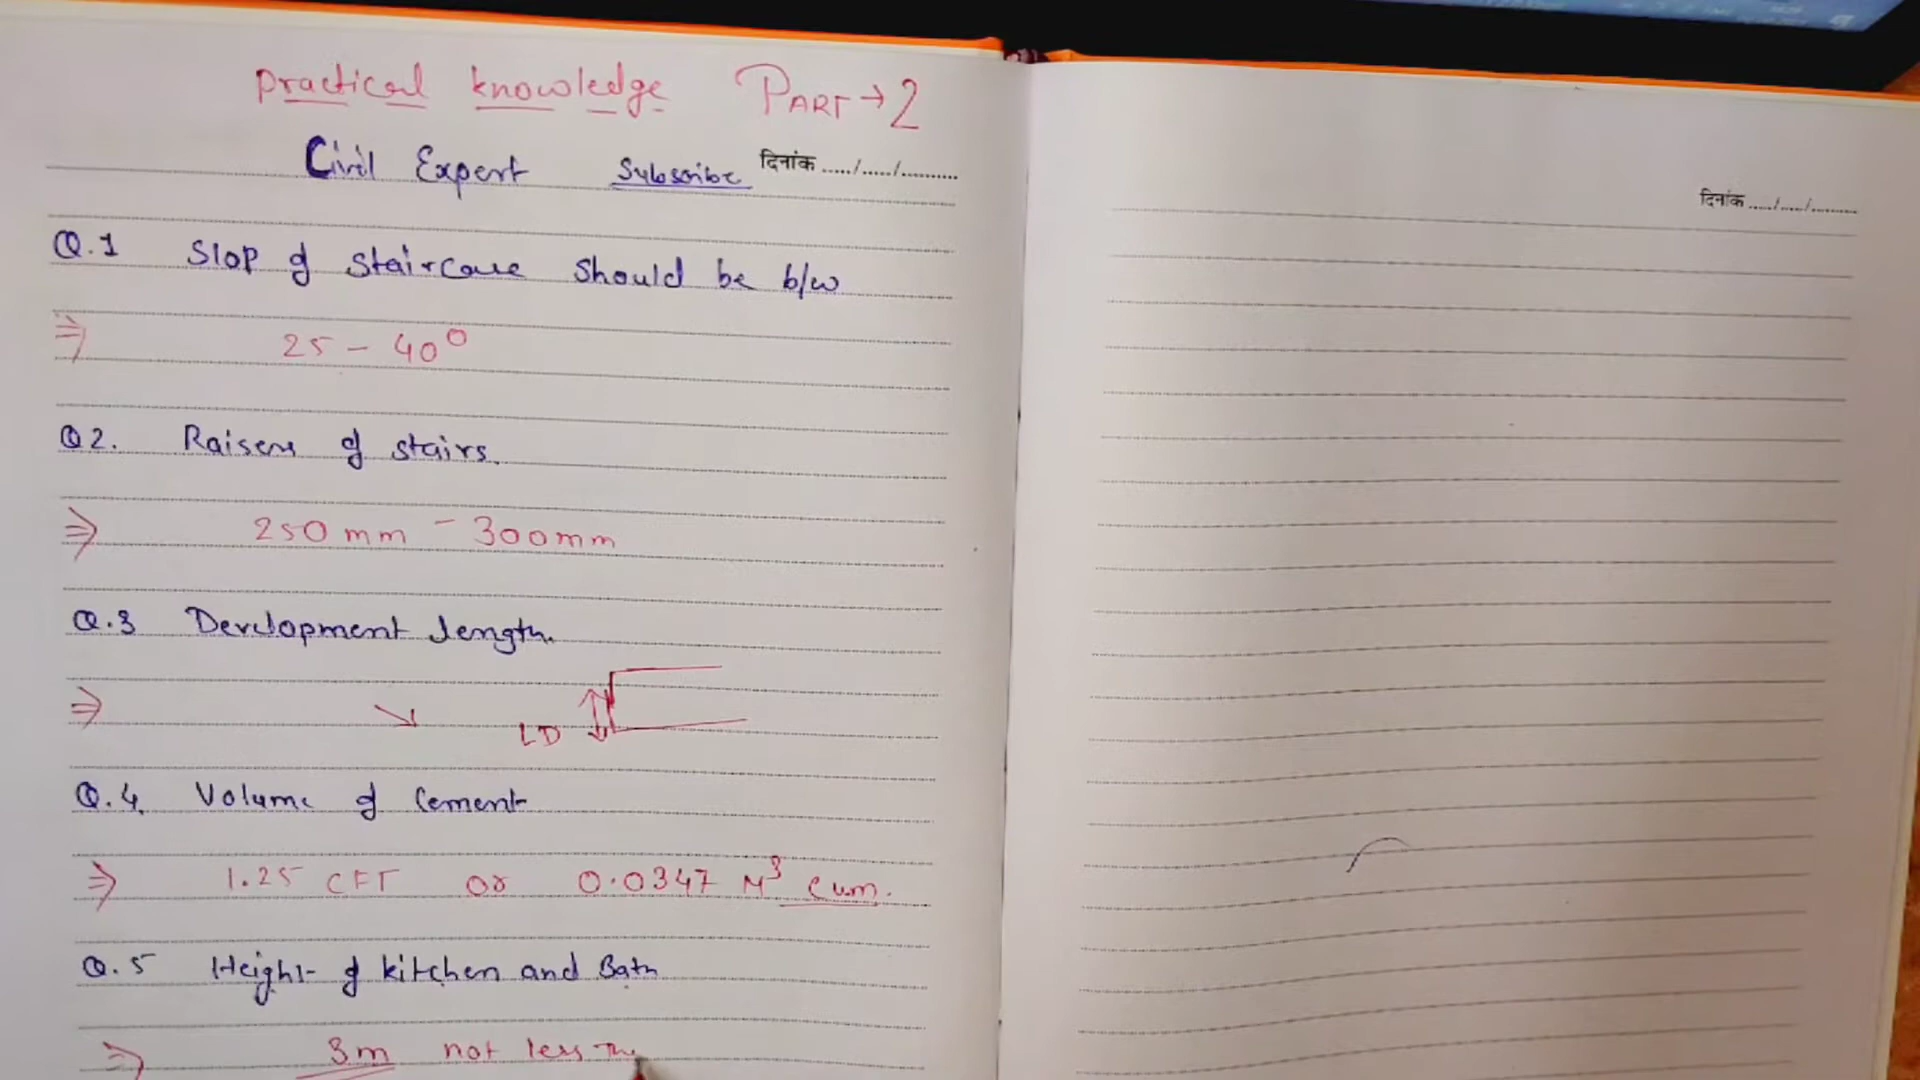 Practical knowledge PART → 2
Civil Expert Subscribe दिनांक ...../...../..........
दिनांक ...../...../..........
Q.1 Slop of staircase should be b/w
⇒ 25 - 40°
Q2. Raisers of stairs.
⇒ 250mm - 300mm
Q.3 Development length.
⇒ LD
Q.4. Volume of Cement
⇒ 1.25 CFT or 0.0347 M³ Cum.
Q.5 Height of kitchen and Bath
⇒ 3m not less